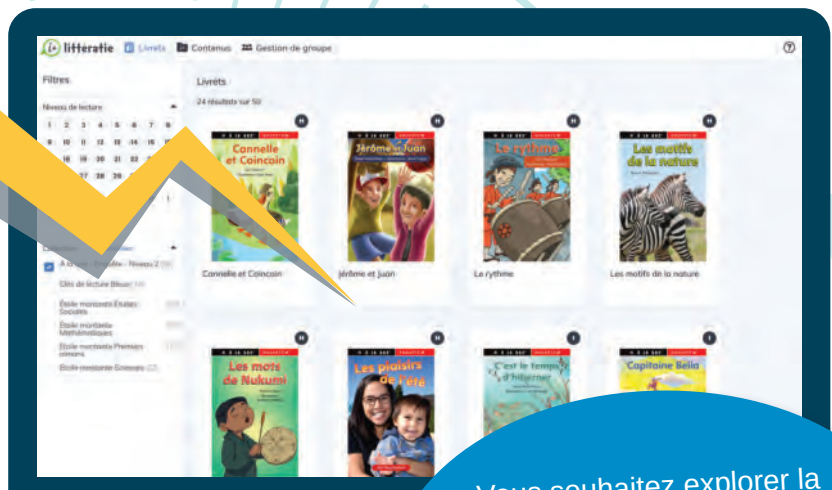 littératie Livrets Contenus Gestion de groupe ?
Filtres
Niveau de lecture
1 2 3 4 5 6 7 8
9 10 11 12 13 14 15
18 19 20 21 22
27 28 29
Livrets
24 résultats sur 50
H
Cannelle
et Coincoin
Cannelle et Coincoin
H
Jérôme et Juan
Jérôme et Juan
H
Le rythme
Le rythme
H
Les motifs
de la nature
Les motifs de la nature
Niveau 2
Clés de lecture Bleue
Étoile montante Études
Sociales
Étoile montante
Mathématiques
Étoile montante Premiers
Étoile montante Sciences
H
Les mots
de Nukumi
H
Les plaisirs
de l'été
I
C'est le temps
d'hiberner
I
Capitaine Bella
Vous souhaitez explorer la